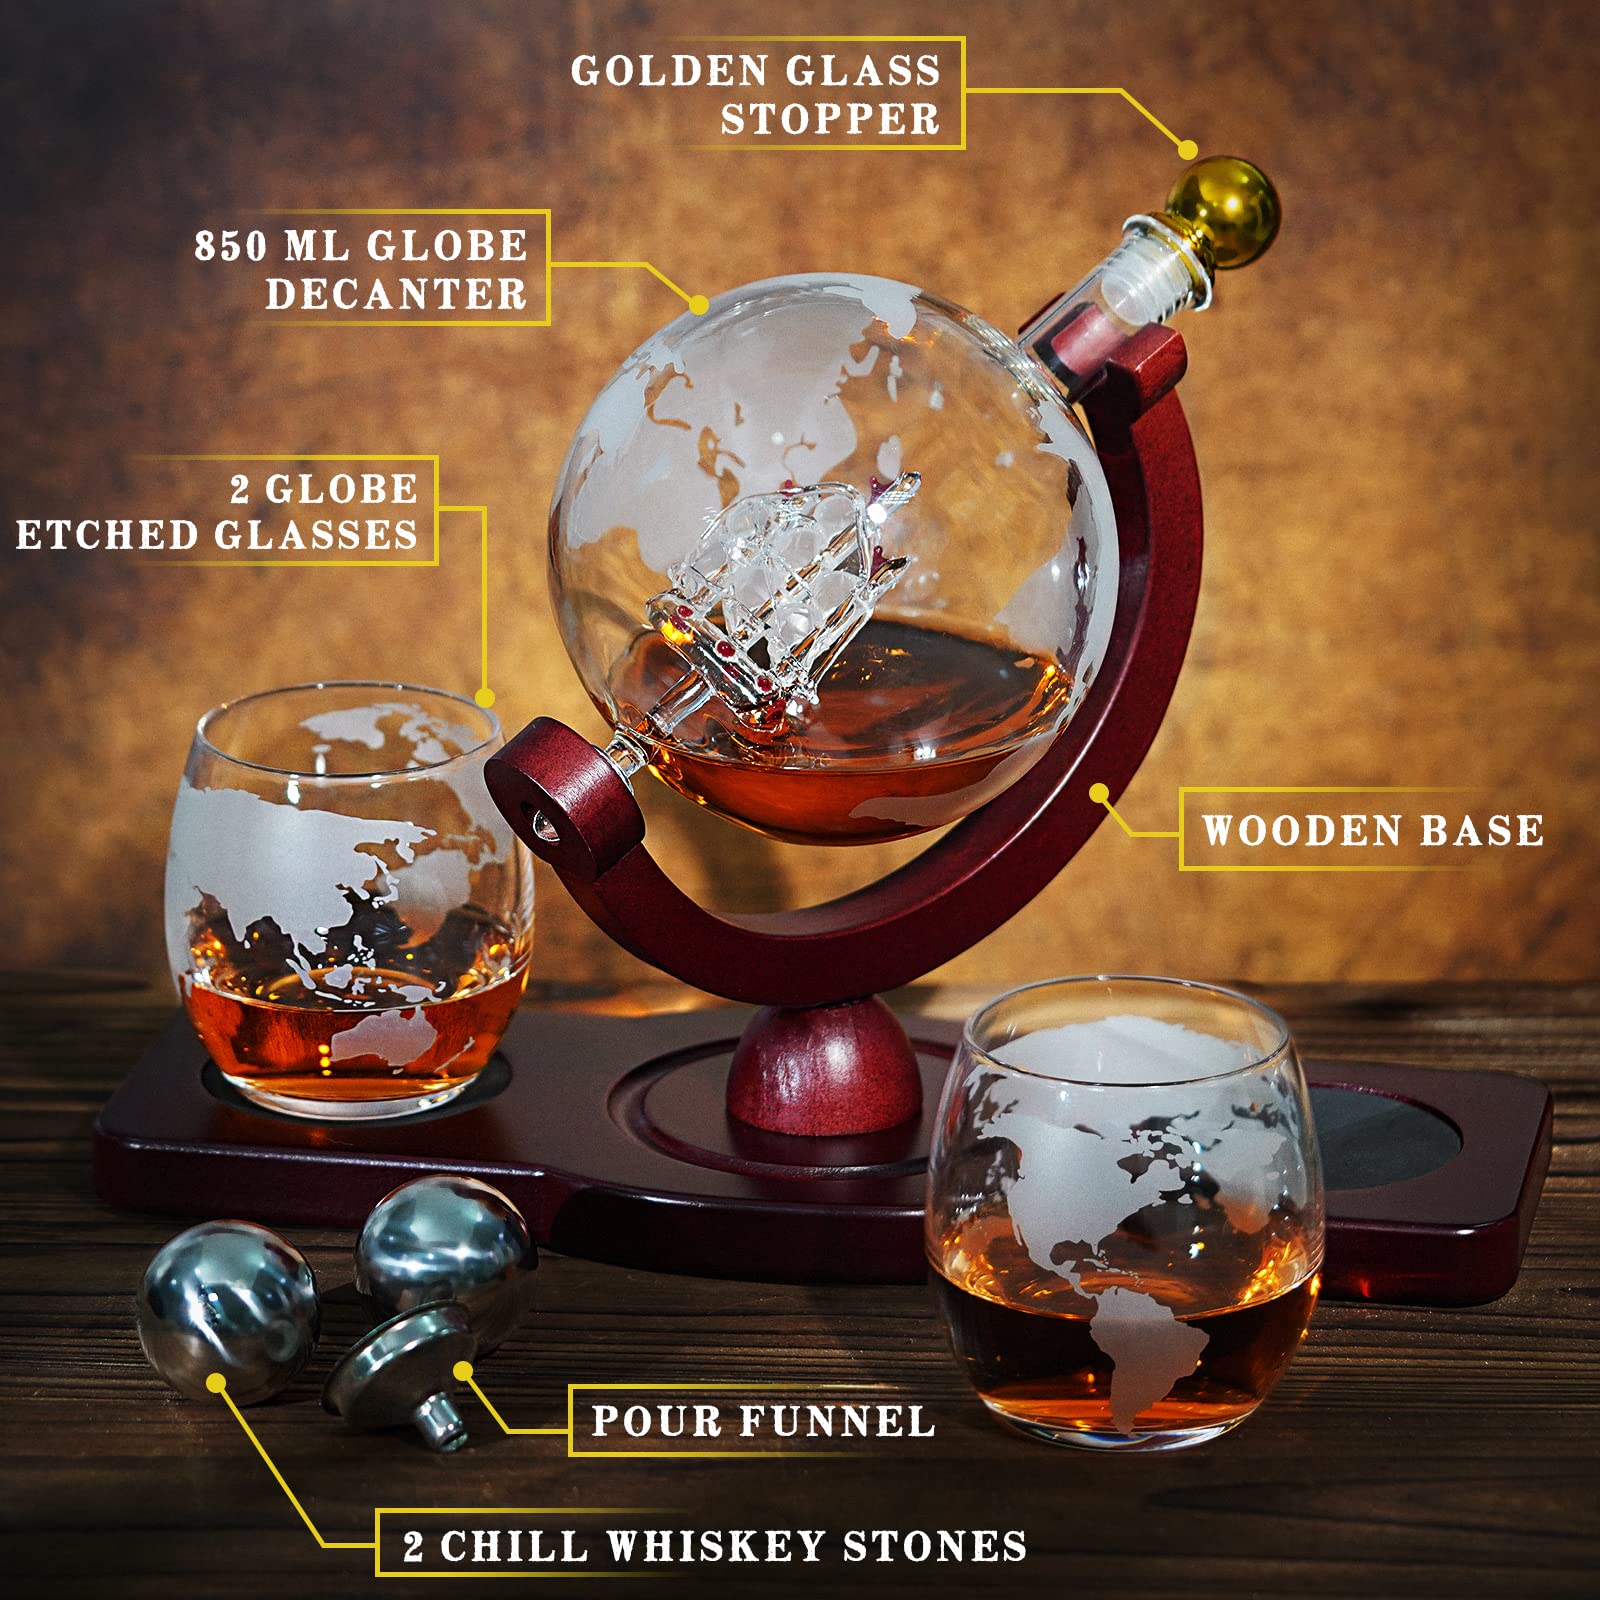 GOLDEN GLASS
STOPPER
850 ML GLOBE
DECANTER
2 GLOBE
ETCHED GLASSES
WOODEN BASE
POUR FUNNEL
2 CHILL WHISKEY STONES